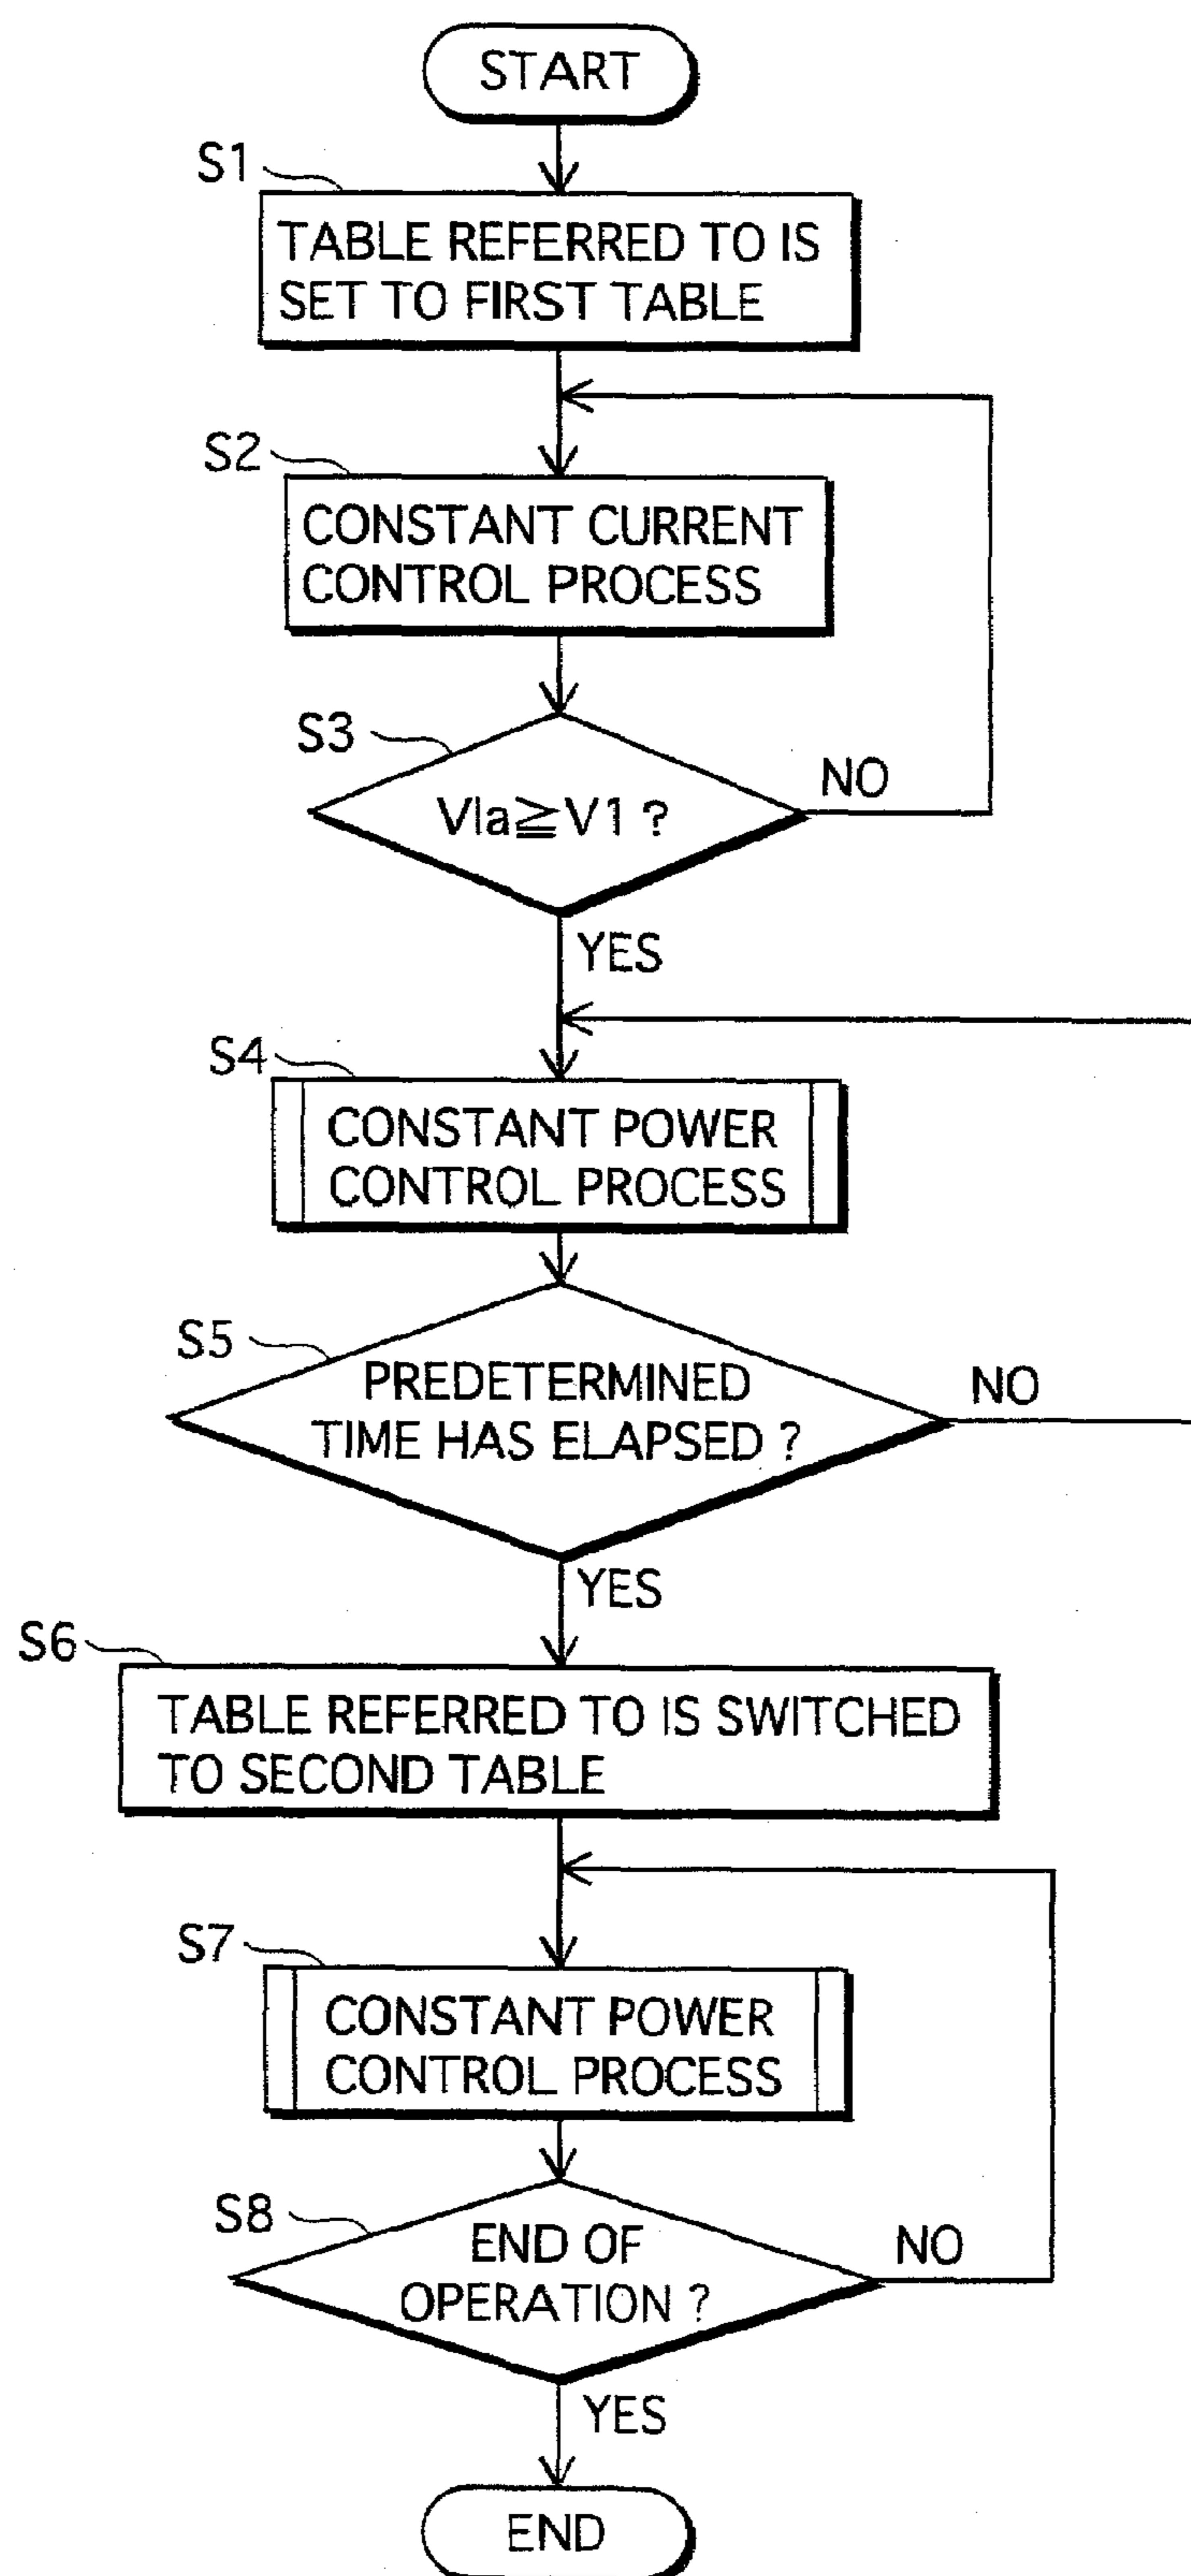 START
S1
TABLE REFERRED TO IS
SET TO FIRST TABLE
S2
CONSTANT CURRENT
CONTROL PROCESS
S3
Vla≧V1 ?
NO
YES
S4
CONSTANT POWER
CONTROL PROCESS
S5
PREDETERMINED
TIME HAS ELAPSED ?
NO
YES
S6
TABLE REFERRED TO IS SWITCHED
TO SECOND TABLE
S7
CONSTANT POWER
CONTROL PROCESS
S8
END OF
OPERATION ?
NO
YES
END